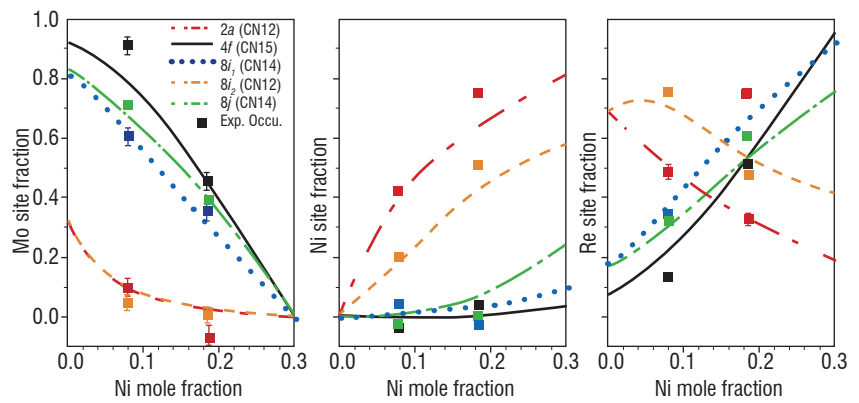 1.0
0.8
0.6
0.4
0.2
0.0
Mo site fraction
2a (CN12)
4f (CN15)
8i1 (CN14)
8i2 (CN12)
8j (CN14)
Exp. Occu.
0.0 0.1 0.2 0.3
Ni mole fraction
Ni site fraction
0.0 0.1 0.2 0.3
Ni mole fraction
Re site fraction
0.0 0.1 0.2 0.3
Ni mole fraction